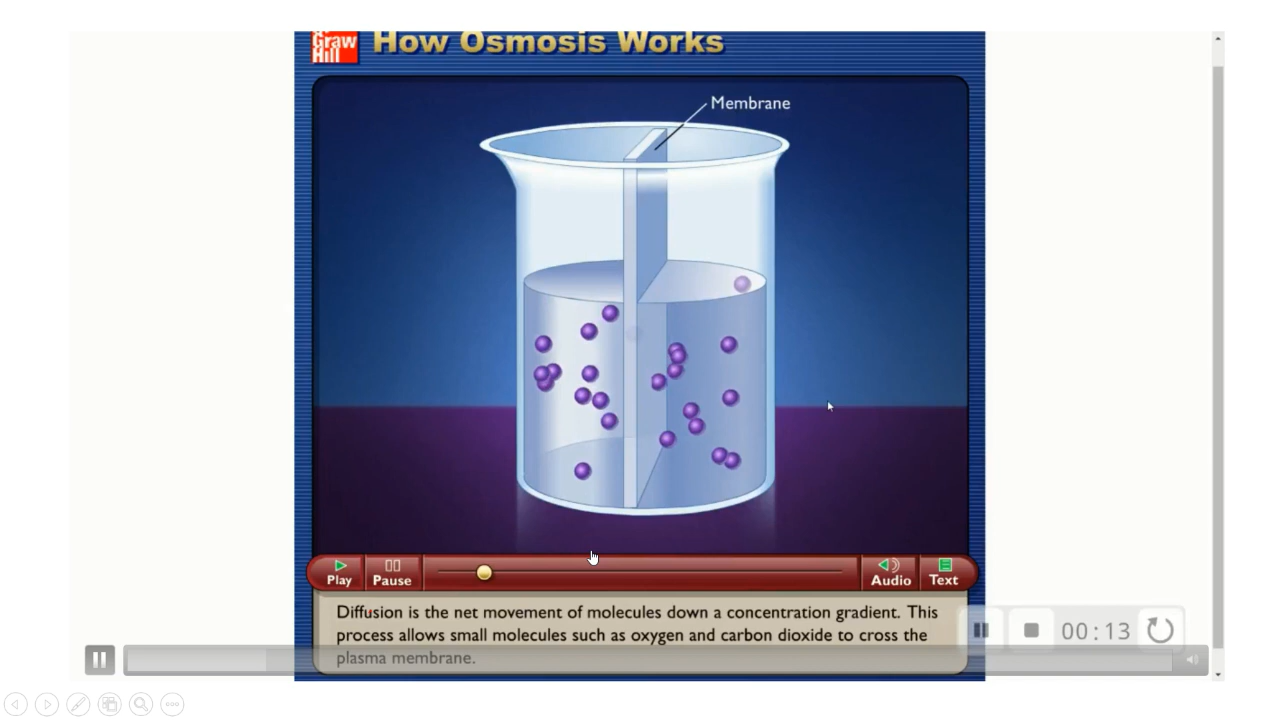 Graw
Hill
How Osmosis Works
Membrane
Play
Pause
Audio
Text
Diffusion is the net movement of molecules down a concentration gradient. This
process allows small molecules such as oxygen and carbon dioxide to cross the
plasma membrane.
00:13